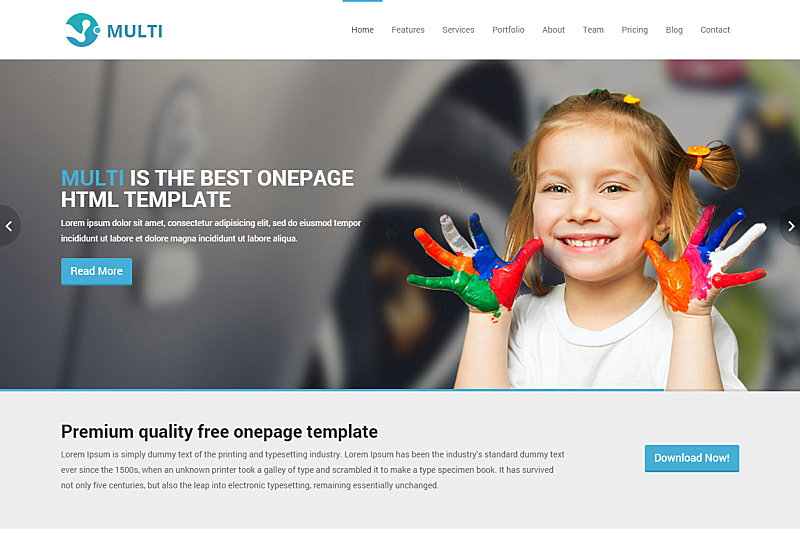 MULTI
Home Features Services Portfolio About Team Pricing Blog Contact
MULTI IS THE BEST ONEPAGE
HTML TEMPLATE
Lorem ipsum dolor sit amet, consectetur adipisicing elit, sed do eiusmod tempor
incididunt ut labore et dolore magna incididunt ut labore aliqua.
Read More
Premium quality free onepage template
Lorem Ipsum is simply dummy text of the printing and typesetting industry. Lorem Ipsum has been the industry's standard dummy text
ever since the 1500s, when an unknown printer took a galley of type and scrambled it to make a type specimen book. It has survived
not only five centuries, but also the leap into electronic typesetting, remaining essentially unchanged.
Download Now!